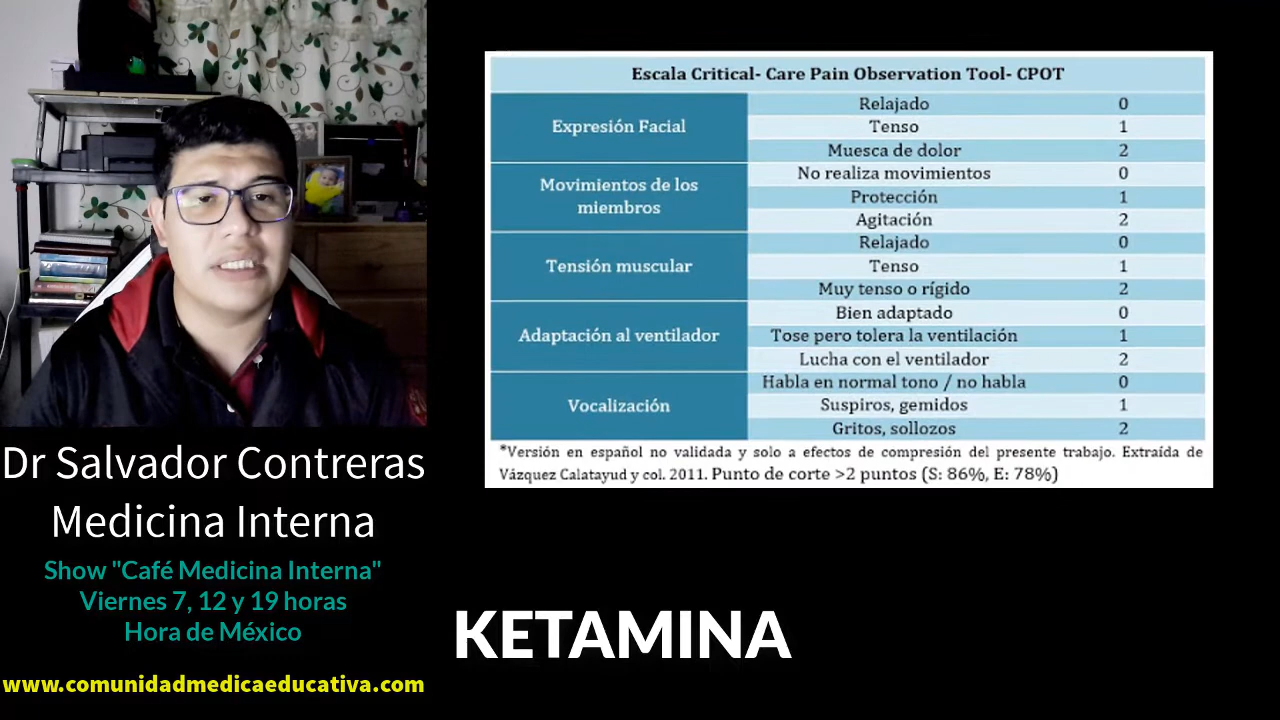 Escala Critical- Care Pain Observation Tool- CPOT
Expresión Facial
Relajado 0
Tenso 1
Muesca de dolor 2
Movimientos de los
miembros
No realiza movimientos 0
Protección 1
Agitación 2
Tensión muscular
Relajado 0
Tenso 1
Muy tenso o rígido 2
Adaptación al ventilador
Bien adaptado 0
Tose pero tolera la ventilación 1
Lucha con el ventilador 2
Vocalización
Habla en normal tono / no habla 0
Suspiros, gemidos 1
Gritos, sollozos 2
*Versión en español no validada y solo a efectos de compresión del presente trabajo. Extraída de
Vázquez Calatayud y col. 2011. Punto de corte >2 puntos (S: 86%, E: 78%)
Dr Salvador Contreras
Medicina Interna
Show "Café Medicina Interna"
Viernes 7, 12 y 19 horas
Hora de México
www.comunidadmedicaeducativa.com
KETAMINA